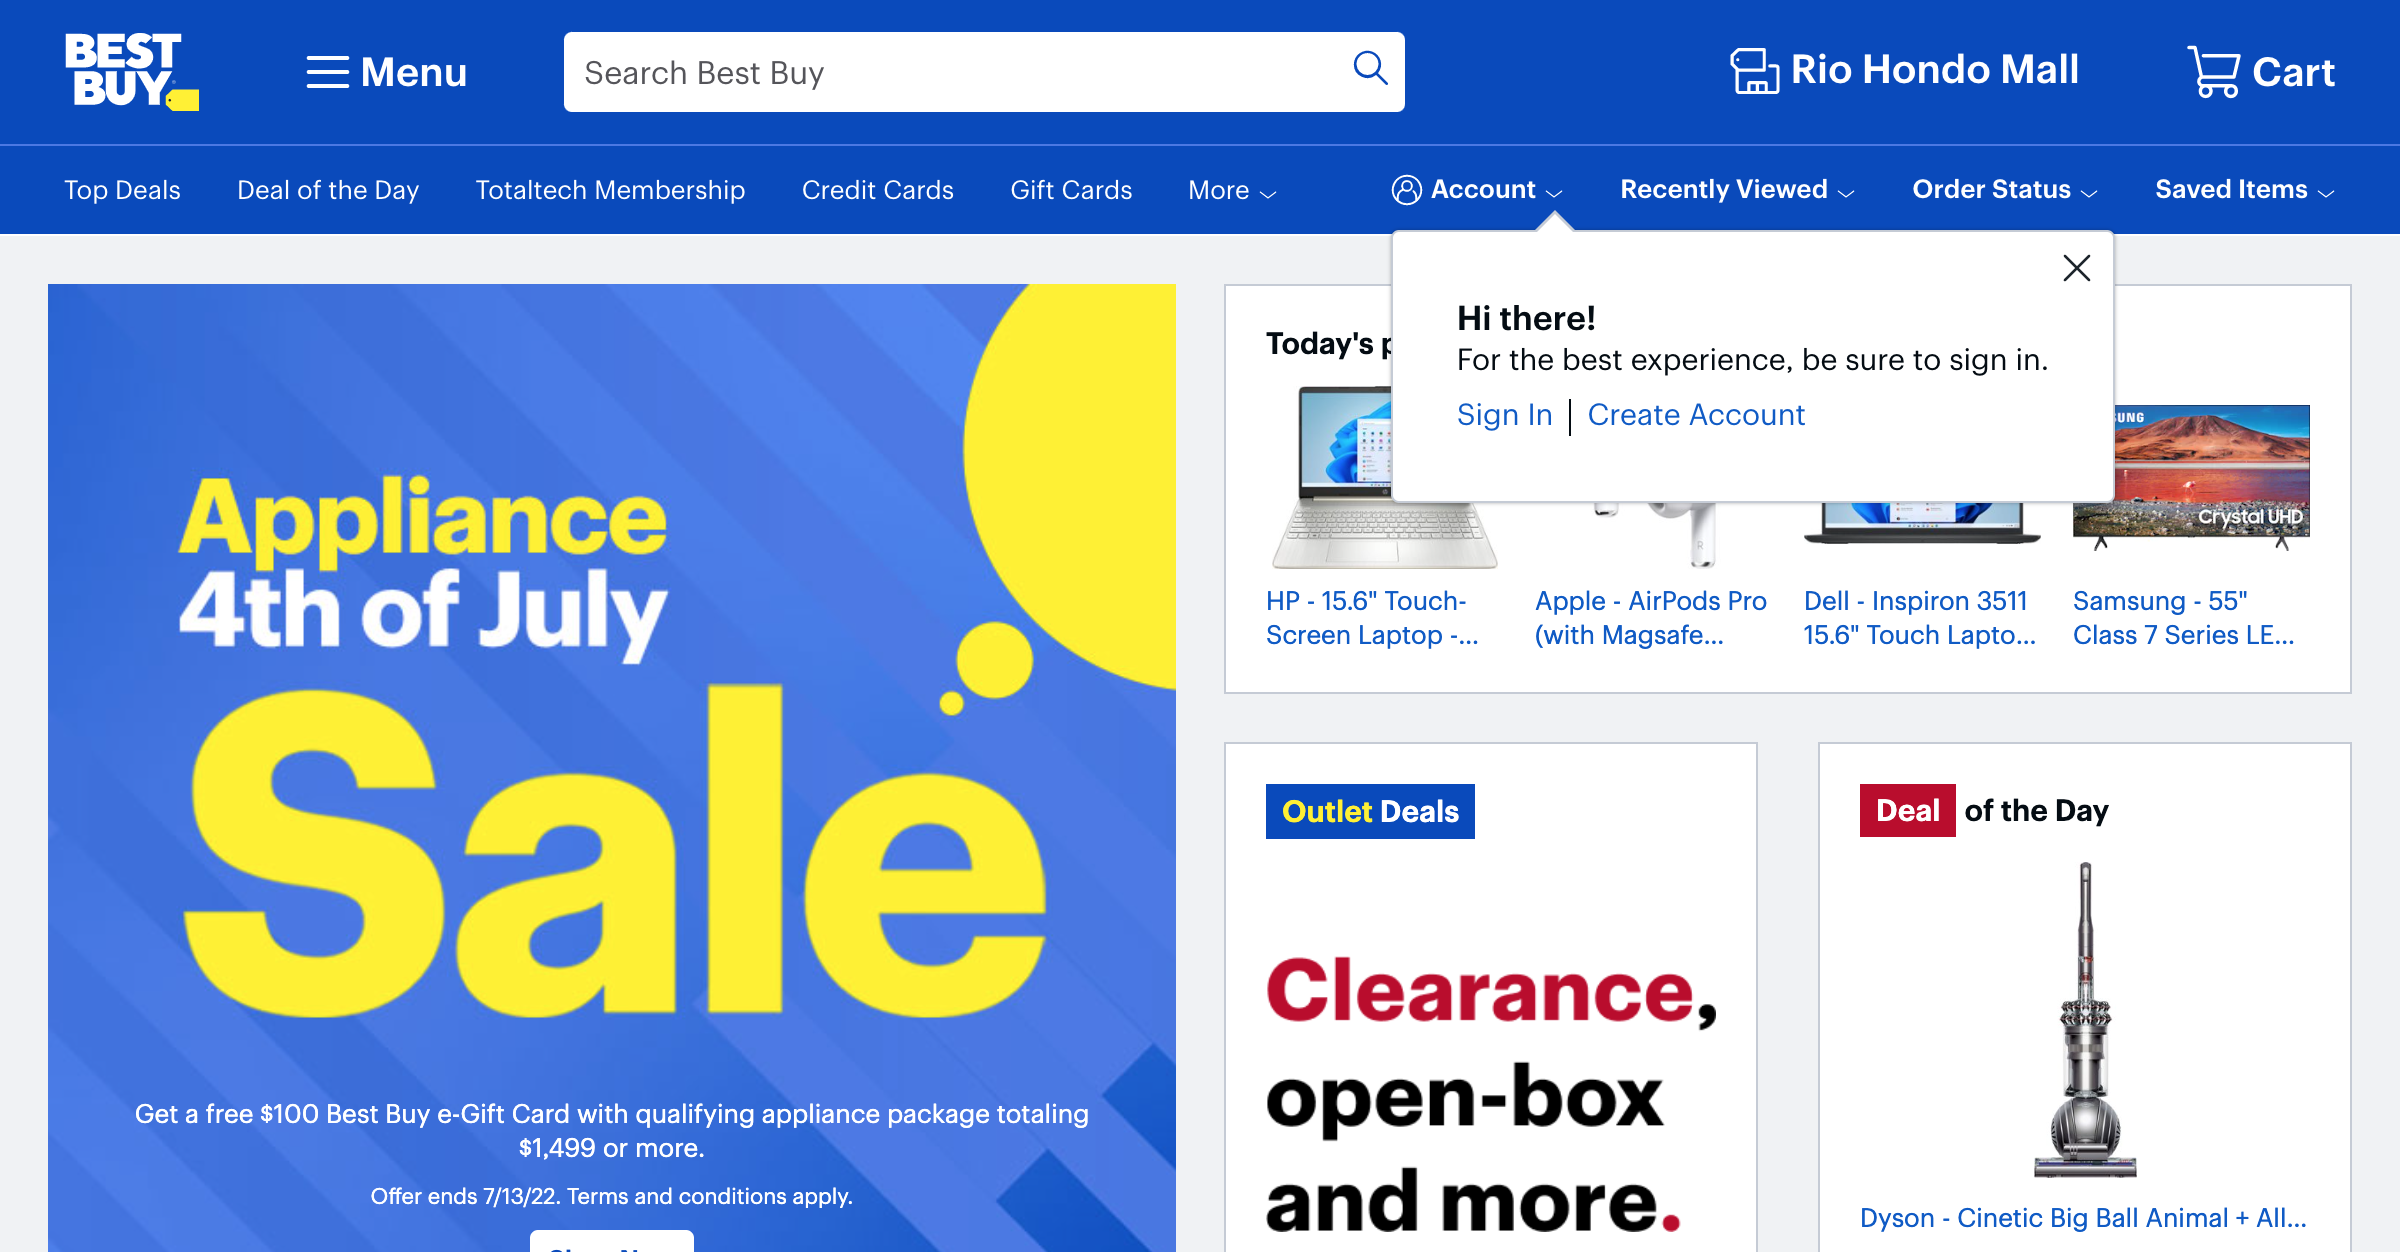 BEST
BUY
Menu
Search Best Buy
Rio Hondo Mall
Cart
Top Deals
Deal of the Day
Totaltech Membership
Credit Cards
Gift Cards
More
Account
Recently Viewed
Order Status
Saved Items
Hi there!
For the best experience, be sure to sign in.
Sign In | Create Account
Appliance
4th of July
Sale
Get a free $100 Best Buy e-Gift Card with qualifying appliance package totaling
$1,499 or more.
Offer ends 7/13/22. Terms and conditions apply.
Today's
Crystal UHD
HP - 15.6" Touch-
Screen Laptop -...
Apple - AirPods Pro
(with Magsafe...
Dell - Inspiron 3511
15.6" Touch Lapto...
Samsung - 55"
Class 7 Series LE...
Outlet Deals
Clearance,
open-box
and more.
Deal of the Day
Dyson - Cinetic Big Ball Animal + All...